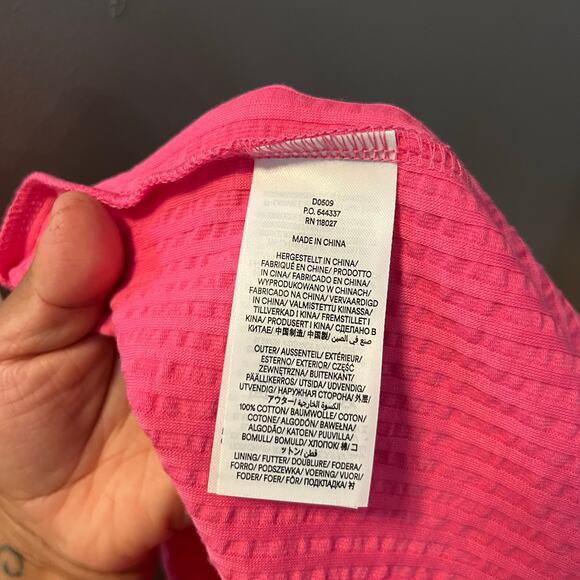 D0509
P.O. 644337
RN 118027
MADE IN CHINA
HERGESTELLT IN CHINA/
FABRIQUÉ EN CHINE/ PRODOTTO
IN CINA/ FABRICADO EN CHINA/
WYPRODUKOWANO W CHINACH/
FABRICADO NA CHINA/ VERVAARDIGD
IN CHINA/ VALMISTETTU KIINASSA/
TILLVERKAD I KINA/ FREMSTILLET I
KINA/ PRODUSERT I KINA/ СДЕЛАНО В
КИТАЕ/ 中国制造/ 中国製/ صنع في الصين/
OUTER/ AUSSENTEIL/ EXTÉRIEUR/
ESTERNO/ EXTERIOR/ CZĘŚĆ
ZEWNĘTRZNA/ BUITENKANT/
PÄÄLLIKERROS/ UTSIDA/ UDVENDIG/
UTVENDIG/ НАРУЖНАЯ СТОРОНА/ 外层/
アウター/ الكسوة الخارجية/
100% COTTON/ BAUMWOLLE/ COTON/
COTONE/ ALGODÓN/ BAWEŁNA/
ALGODÃO/ KATOEN/ PUUVILLA/
BOMULL/ BOMULD/ ХЛОПОК/ 棉/ コ
ットン/ قطن/
LINING/ FUTTER/ DOUBLURE/ FODERA/
FORRO/ PODSZEWKA/ VOERING/ VUORI/
FODER/ FOER/ FÔR/ ПОДКЛАДКА/ 衬